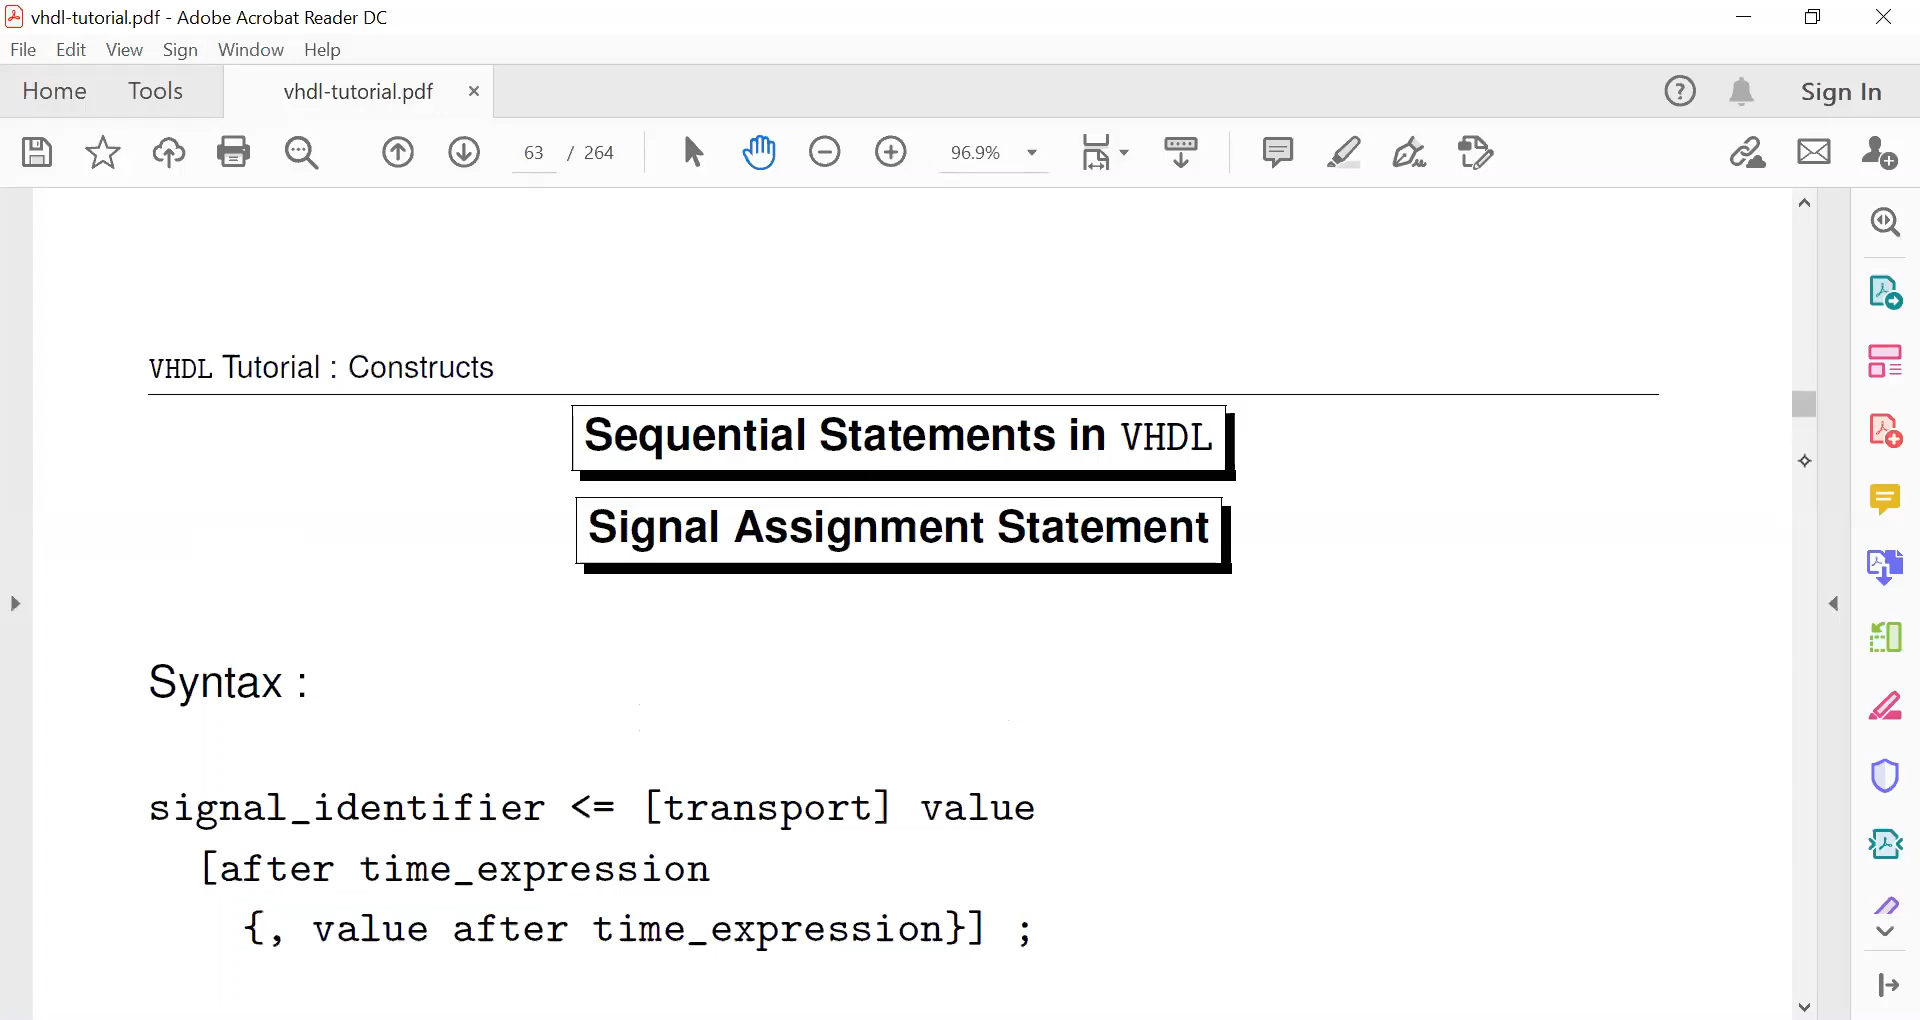 vhdl-tutorial.pdf - Adobe Acrobat Reader DC
File Edit View Sign Window Help
Home Tools vhdl-tutorial.pdf × Sign In
63 / 264 96.9%
VHDL Tutorial : Constructs
Sequential Statements in VHDL
Signal Assignment Statement
Syntax :
signal_identifier <= [transport] value
[after time_expression
{, value after time_expression}] ;